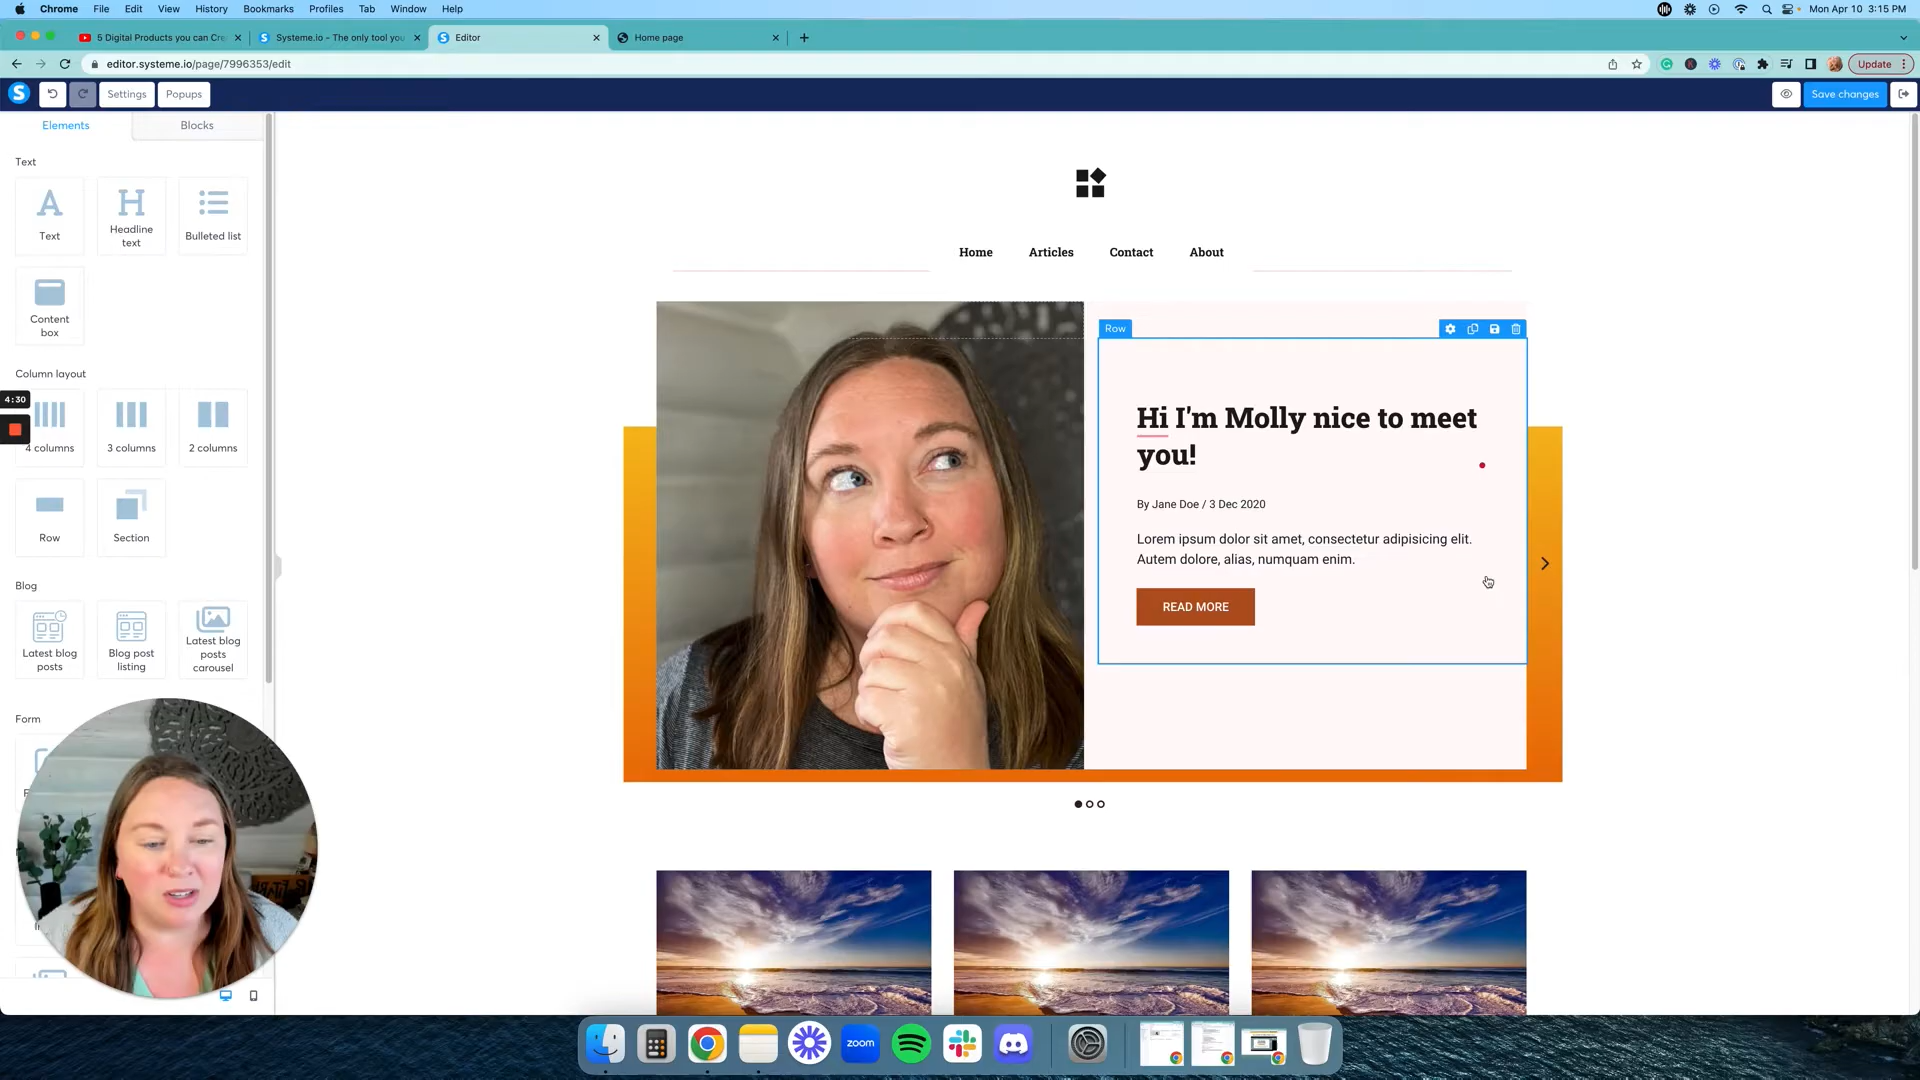 Chrome File Edit View History Bookmarks Profiles Tab Window Help Mon Apr 10 3:15 PM
5 Digital Products you can Cre
Systeme.io - The only tool you
Editor
Home page
editor.systeme.io/page/7996353/edit
Update
S
Settings
Popups
Save changes
Elements
Blocks
Text
A
H
Text
Headline
text
Bulleted list
Content
box
Column layout
4:30
4 columns
3 columns
2 columns
Row
Section
Blog
Latest blog
posts
Blog post
listing
Latest blog
posts
carousel
Form
Home
Articles
Contact
About
Row
Hi I'm Molly nice to meet
you!
By Jane Doe / 3 Dec 2020
Lorem ipsum dolor sit amet, consectetur adipisicing elit.
Autem dolore, alias, numquam enim.
READ MORE
zoom